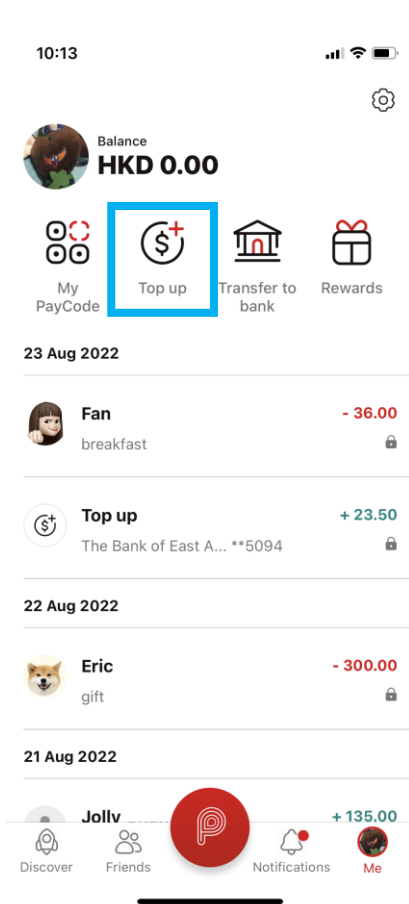 10:13
Balance
HKD 0.00
My PayCode
Top up
Transfer to bank
Rewards
23 Aug 2022
Fan - 36.00
breakfast
Top up + 23.50
The Bank of East A... **5094
22 Aug 2022
Eric - 300.00
gift
21 Aug 2022
Jolly + 135.00
Discover
Friends
Notifications
Me